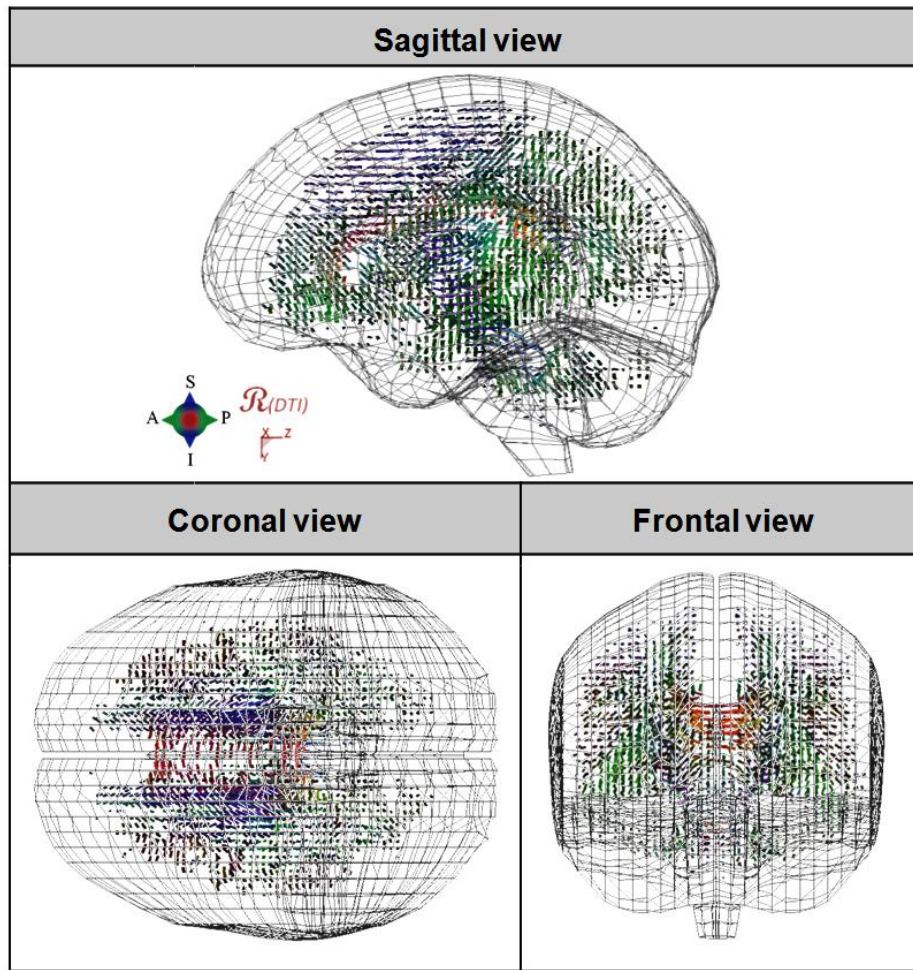 Sagittal view
S
A P
I
ℛ(DTI)
X Z
Y
Coronal view
Frontal view